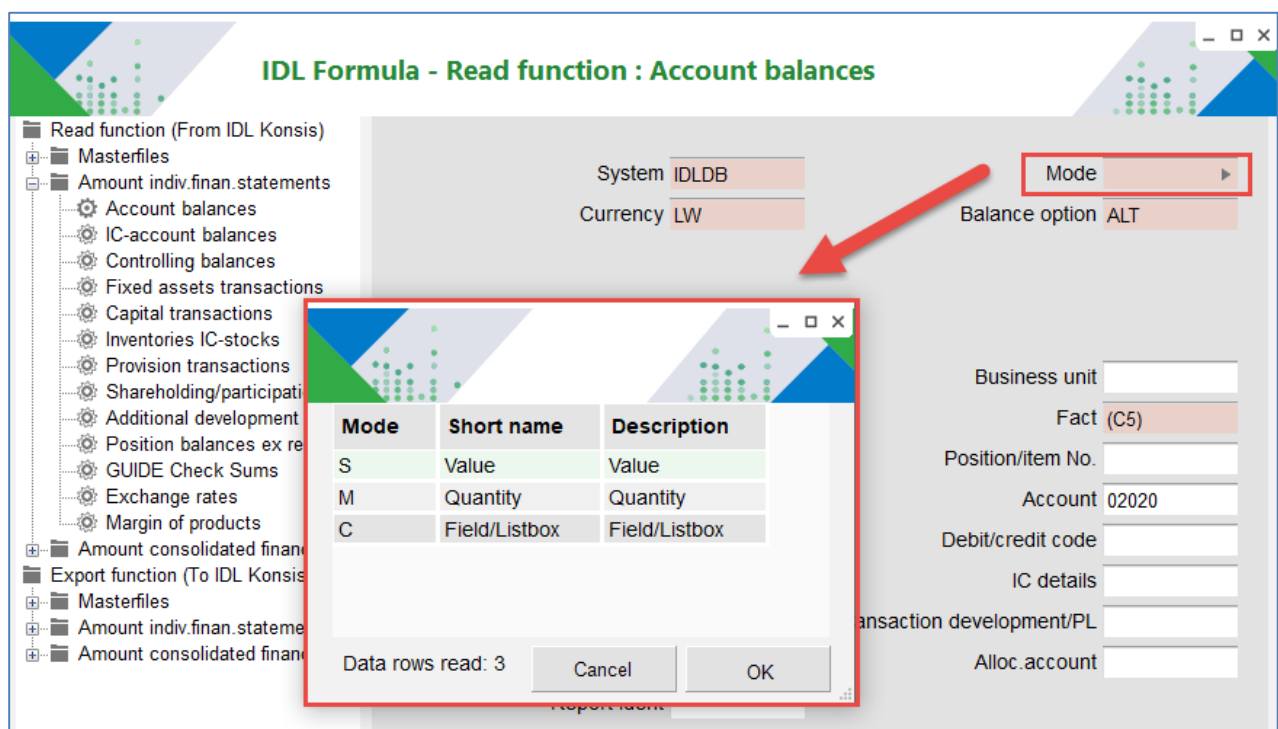 IDL Formula - Read function : Account balances
Read function (From IDL Konsis)
Masterfiles
Amount indiv.finan.statements
Account balances
IC-account balances
Controlling balances
Fixed assets transactions
Capital transactions
Inventories IC-stocks
Provision transactions
Shareholding/participati
Additional development
Position balances ex re
GUIDE Check Sums
Exchange rates
Margin of products
Amount consolidated finan
Export function (To IDL Konsis
Masterfiles
Amount indiv.finan.stateme
Amount consolidated finan
System IDLDB
Mode
Currency LW
Balance option ALT
Business unit
Fact (C5)
Position/item No.
Account 02020
Debit/credit code
IC details
ansaction development/PL
Alloc.account
Mode Short name Description
S Value Value
M Quantity Quantity
C Field/Listbox Field/Listbox
Data rows read: 3 Cancel OK